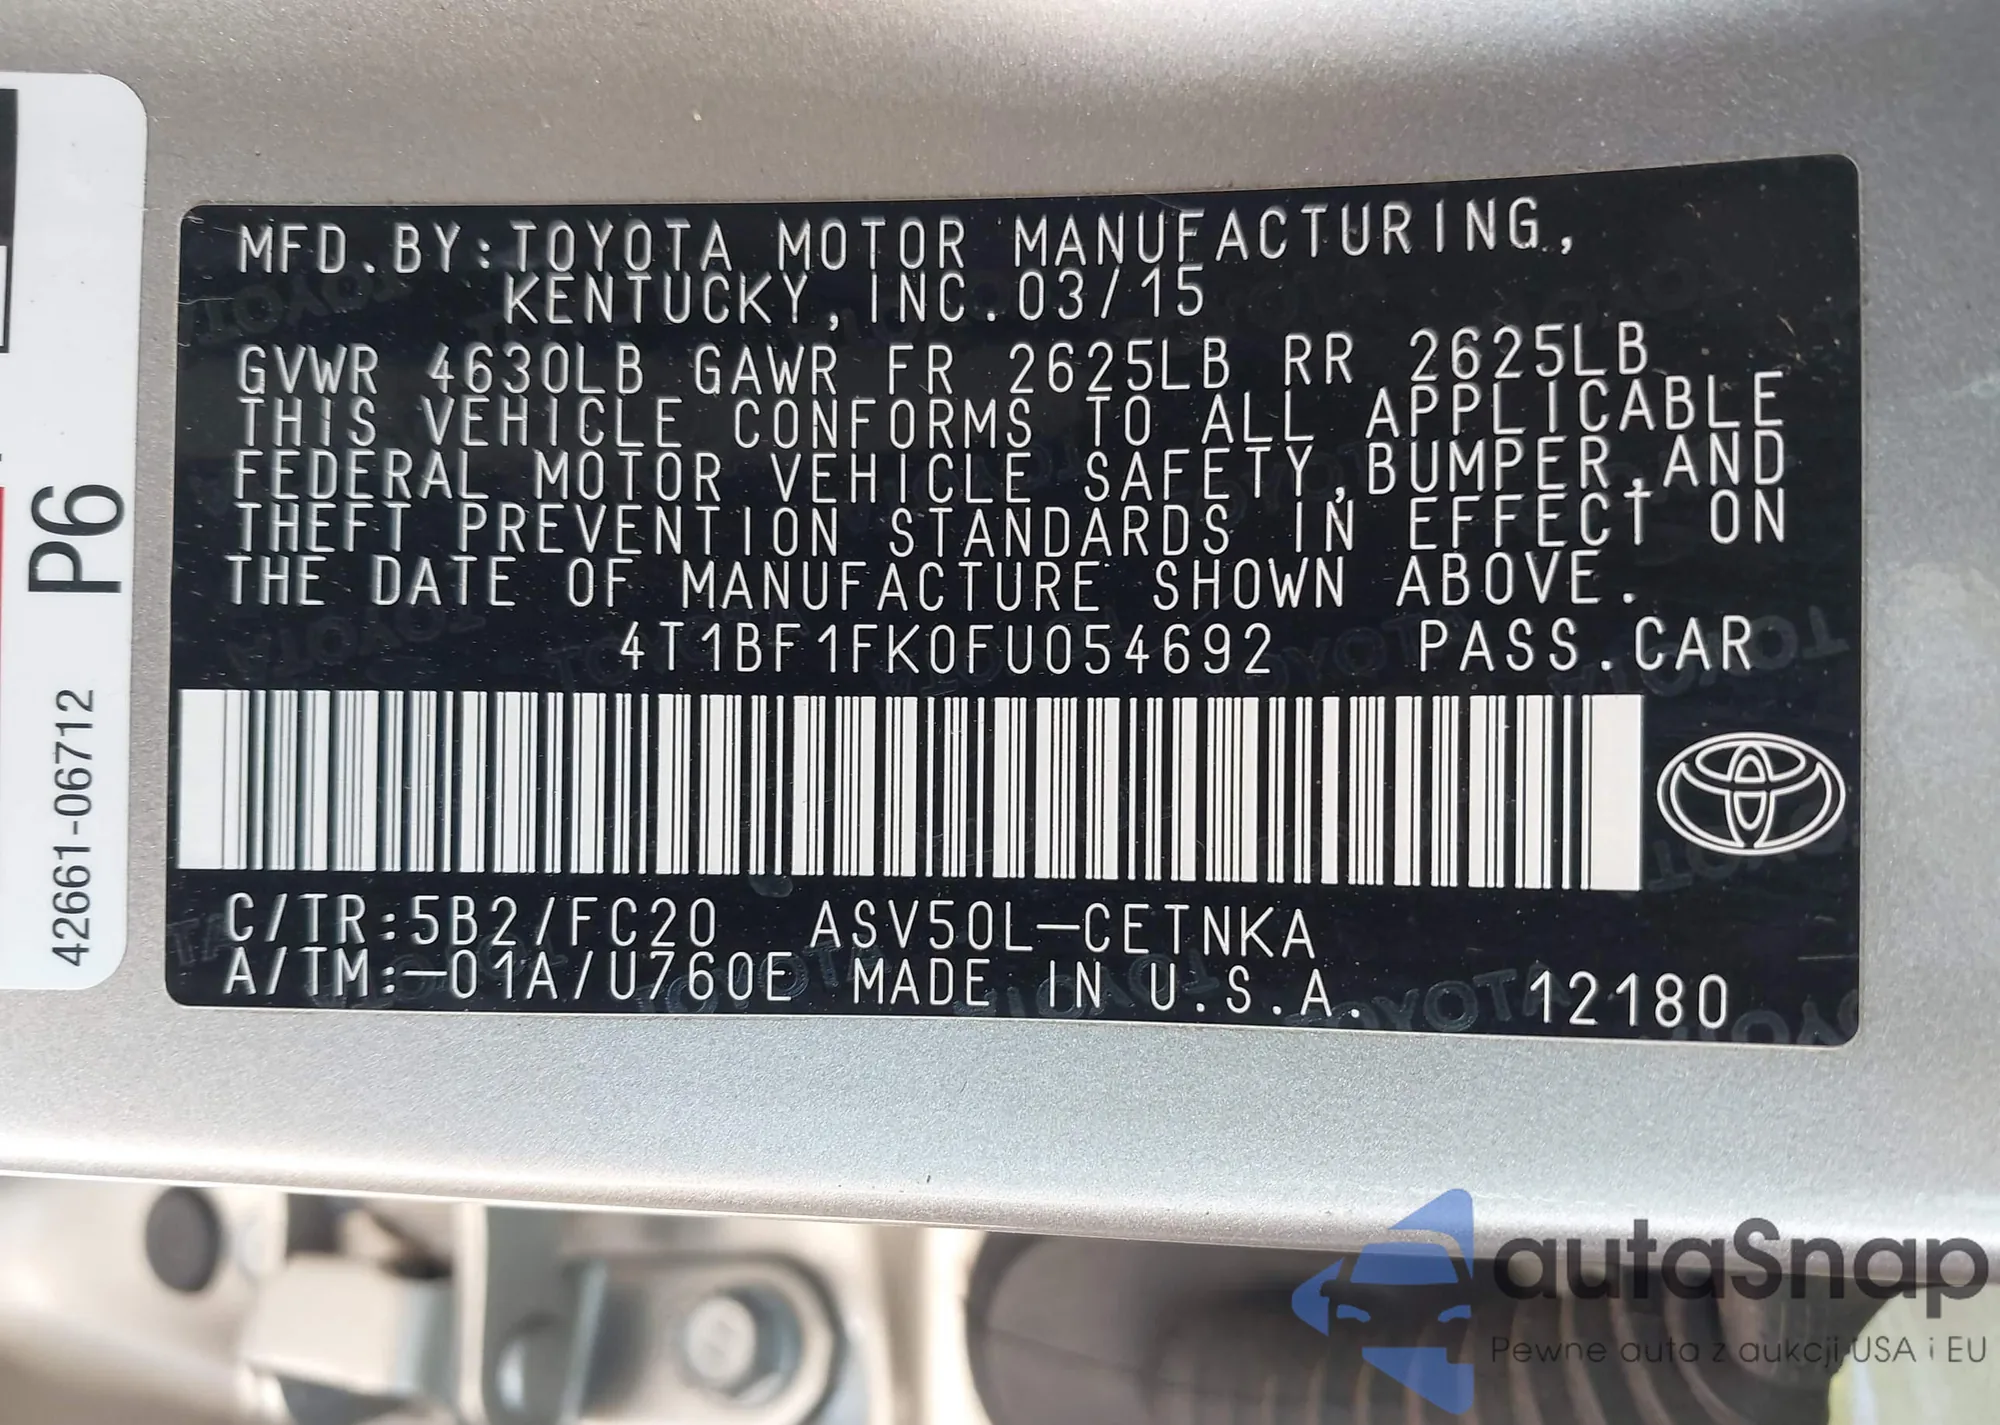 MFD.BY:TOYOTA MOTOR MANUFACTURING,
KENTUCKY,INC.03/15
GVWR 4630LB GAWR FR 2625LB RR 2625LB
THIS VEHICLE CONFORMS TO ALL APPLICABLE
FEDERAL MOTOR VEHICLE SAFETY,BUMPER,AND
THEFT PREVENTION STANDARDS IN EFFECT ON
THE DATE OF MANUFACTURE SHOWN ABOVE.
4T1BF1FK0FU054692 PASS.CAR
C/TR:5B2/FC20 ASV50L-CETNKA
A/TM:-01A/U760E MADE IN U.S.A. 12180
P6
42661-06712
autaSnap
Pewne auta z aukcji USA i EU